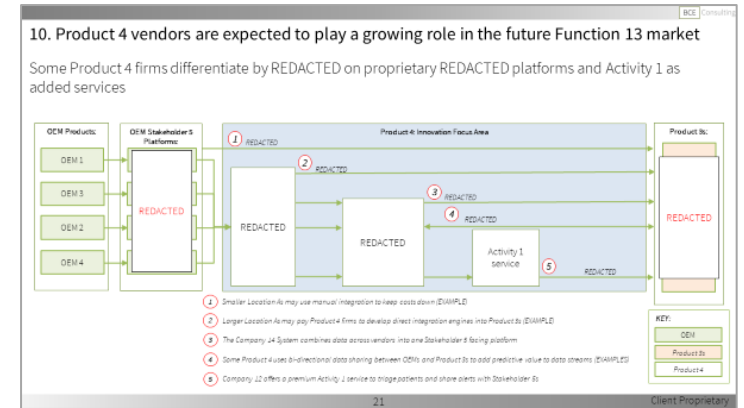 BCE Consulting
10. Product 4 vendors are expected to play a growing role in the future Function 13 market
Some Product 4 firms differentiate by REDACTED on proprietary REDACTED platforms and Activity 1 as
added services
OEM Products:
OEM Stakeholder 5
Platforms:
Product 4: Innovation Focus Area
Product 8s:
1 REDACTED
OEM 1
2 REDACTED
OEM 3
3 REDACTED
REDACTED
4 REDACTED
REDACTED
OEM 2
REDACTED
REDACTED
Activity 1
service
OEM 4
5 REDACTED
1 Smaller Location As may use manual integration to keep costs down (EXAMPLE)
2 Larger Location As may pay Product 4 firms to develop direct integration engines into Product 8s (EXAMPLE)
3 The Company 14 System combines data across vendors into one Stakeholder 5 facing platform
4 Some Product 4 uses bi-directional data sharing between OEMs and Product 8s to add predictive value to data streams (EXAMPLES)
5 Company 12 offers a premium Activity 1 service to triage patients and share alerts with Stakeholder 5s
KEY:
OEM
Product 8s
Product 4
21
Client Proprietary